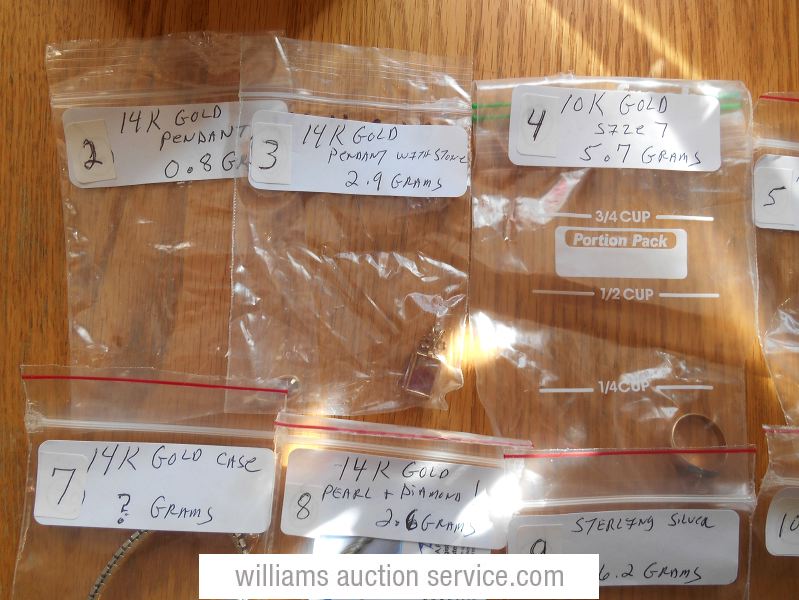 2
14K GOLD
PENDANT
0.8 GR
3
14K GOLD
PENDANT WITH STONE
2.9 GRAMS
4
10K GOLD
SIZE 7
5.7 GRAMS
5
3/4 CUP
Portion Pack
1/2 CUP
1/4 CUP
7
14K GOLD CASE
? GRAMS
8
14K GOLD
PEARL + DIAMOND
2.6 GRAMS
9
STERLING SILVER
6.2 GRAMS
10
williams auction service.com